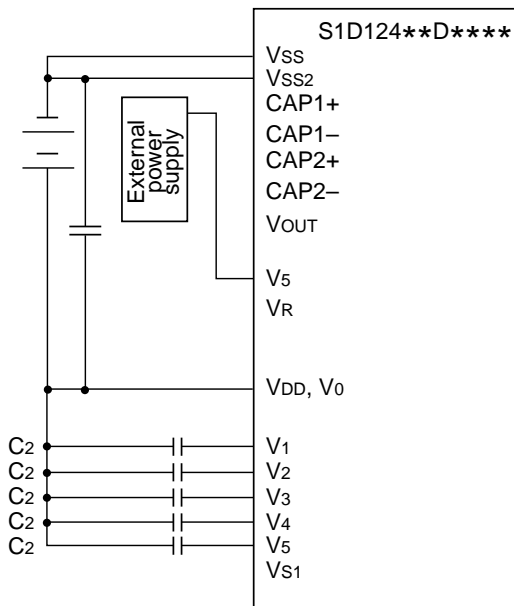 S1D124**D****
VSS
VSS2
CAP1+
CAP1–
CAP2+
CAP2–
VOUT
V5
VR
VDD, V0
External
power
supply
C2 V1
C2 V2
C2 V3
C2 V4
C2 V5
VS1